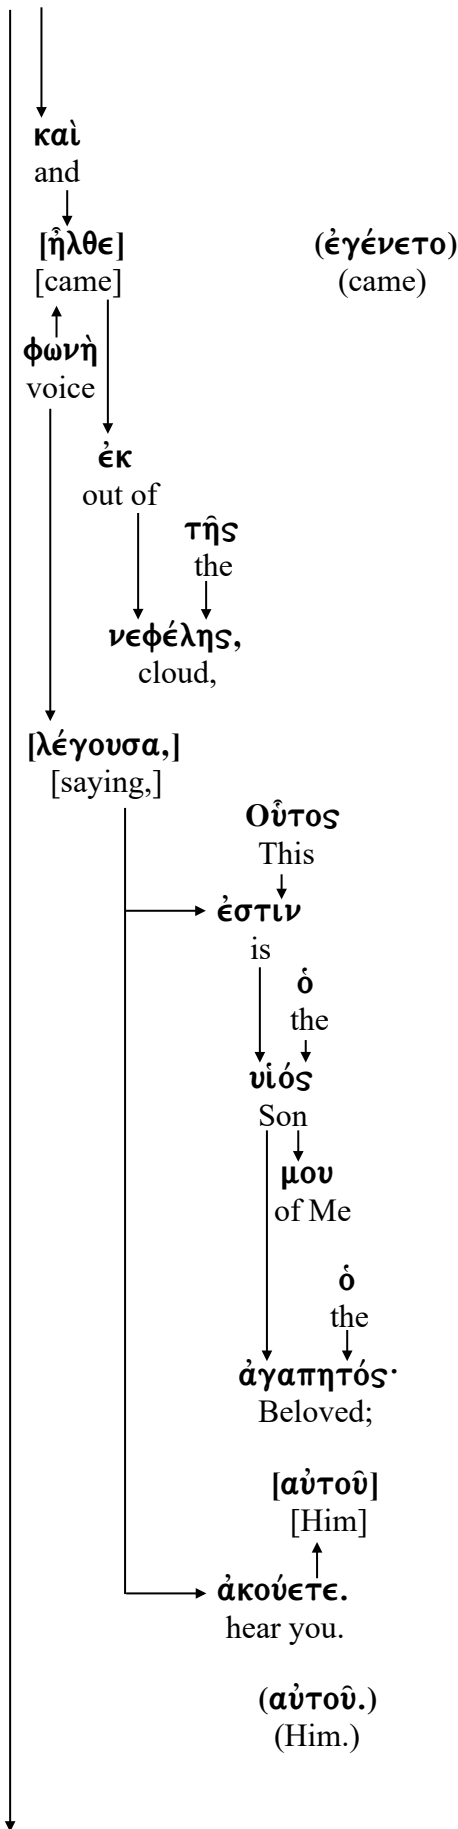 καὶ
and
[ἦλθε] (ἐγένετο)
[came] (came)
φωνὴ
voice
ἐκ
out of
τῆς
the
νεφέλης,
cloud,
[λέγουσα,]
[saying,]
Οὗτος
This
ἐστιν
is
ὁ
the
υἱός
Son
μου
of Me
ὁ
the
ἀγαπητός·
Beloved;
[αὐτοῦ]
[Him]
ἀκούετε.
hear you.
(αὐτοῦ.)
(Him.)